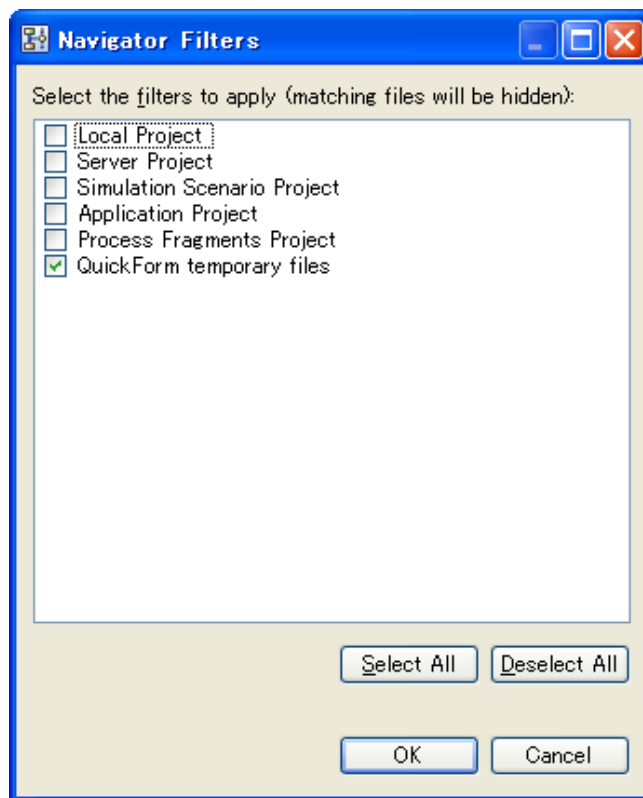 Navigator Filters
Select the filters to apply (matching files will be hidden):
Local Project
Server Project
Simulation Scenario Project
Application Project
Process Fragments Project
QuickForm temporary files
Select All
Deselect All
OK
Cancel